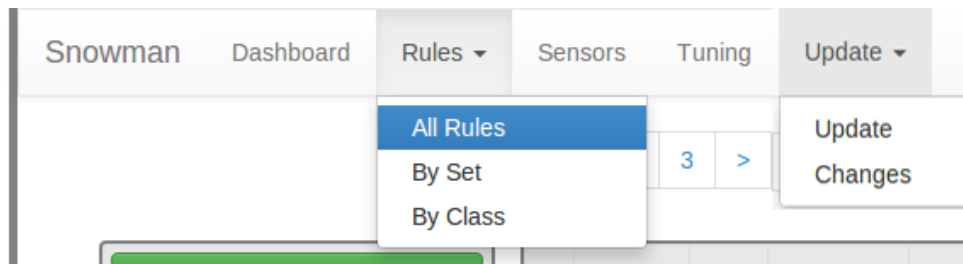 Snowman Dashboard Rules Sensors Tuning Update
All Rules
By Set
By Class
3 >
Update
Changes